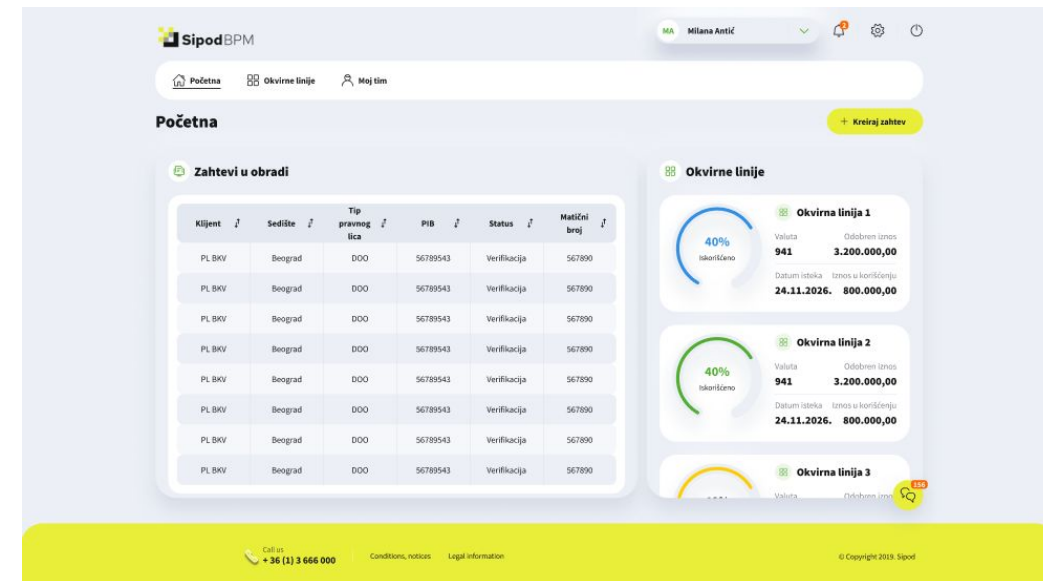 SipodBPM
MA Milana Antić
2
Početna Okvirne linije Moj tim
Početna
+ Kreiraj zahtev
Zahtevi u obradi
Klijent Sedište Tip pravnog lica PIB Status Matični broj
PL BKV Beograd DOO 56789543 Verifikacija 567890
PL BKV Beograd DOO 56789543 Verifikacija 567890
PL BKV Beograd DOO 56789543 Verifikacija 567890
PL BKV Beograd DOO 56789543 Verifikacija 567890
PL BKV Beograd DOO 56789543 Verifikacija 567890
PL BKV Beograd DOO 56789543 Verifikacija 567890
PL BKV Beograd DOO 56789543 Verifikacija 567890
PL BKV Beograd DOO 56789543 Verifikacija 567890
Okvirne linije
40%
Iskorišćeno
Okvirna linija 1
Valuta Odobren iznos
941 3.200.000,00
Datum isteka Iznos u korišćenju
24.11.2026. 800.000,00
40%
Iskorišćeno
Okvirna linija 2
Valuta Odobren iznos
941 3.200.000,00
Datum isteka Iznos u korišćenju
24.11.2026. 800.000,00
Okvirna linija 3
Valuta Odobren iznos
156
Call us
+ 36 (1) 3 666 000
Conditions, notices Legal information
© Copyright 2019. Sipod